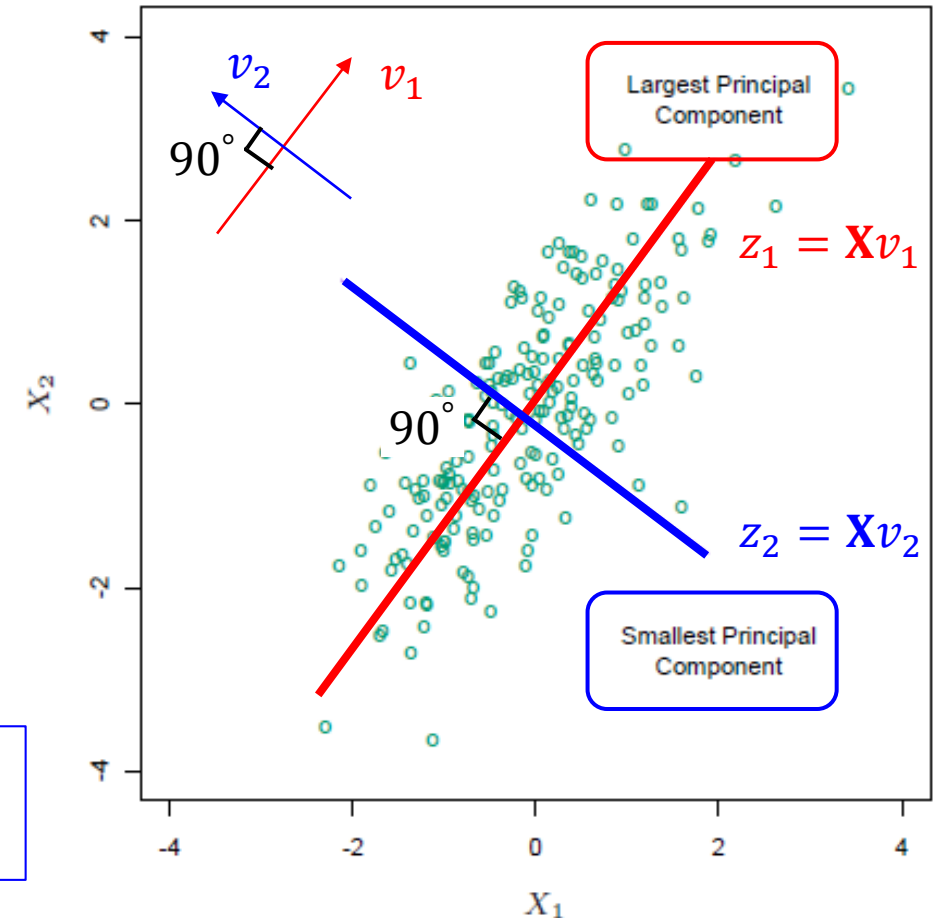 4
2
0
-2
-4
X₂
v₂
v₁
90°
Largest Principal
Component
z₁ = 𝐗v₁
90°
z₂ = 𝐗v₂
Smallest Principal
Component
-4
-2
0
2
4
X₁